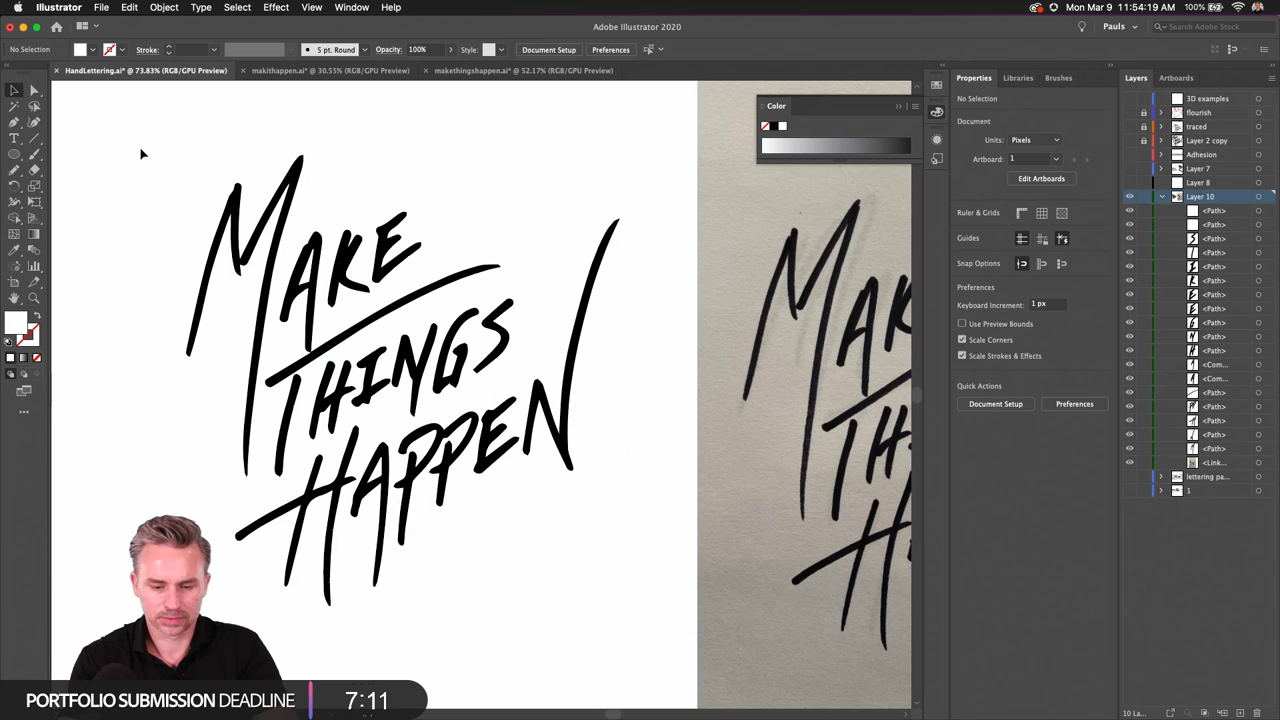 Illustrator File Edit Object Type Select Effect View Window Help
100% Mon Mar 9 11:54:19 AM
Adobe Illustrator 2020
Pauls
Search Adobe Stock
No Selection Stroke: 5 pt. Round Opacity: 100% Style: Document Setup Preferences
HandLettering.ai* @ 73.83% (RGB/GPU Preview) makithappen.ai* @ 30.55% (RGB/GPU Preview) makethingshappen.ai* @ 52.17% (RGB/GPU Preview)
MAKE
THINGS
HAPPEN
MAK
TH
H
Color
Properties Libraries Brushes
No Selection
Document
Units: Pixels
Artboard: 1
Edit Artboards
Ruler & Grids
Guides
Snap Options
Preferences
Keyboard Increment: 1 px
Use Preview Bounds
Scale Corners
Scale Strokes & Effects
Quick Actions
Document Setup Preferences
Layers Artboards
3D examples
flourish
traced
Layer 2 copy
Adhesion
Layer 7
Layer 8
Layer 10
<Path>
<Path>
<Path>
<Path>
<Path>
<Path>
<Path>
<Path>
<Path>
<Path>
<Path>
<Com...
<Com...
<Path>
<Path>
<Path>
<Path>
<Path>
<Link...
lettering pa...
1
10 La...
PORTFOLIO SUBMISSION DEADLINE 7:11